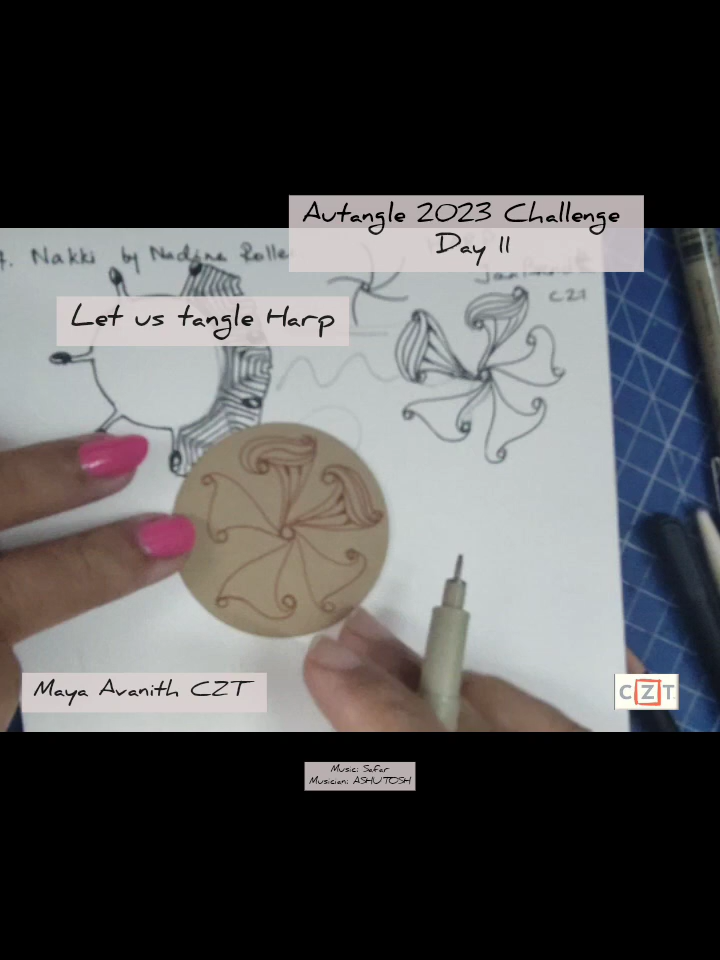 Autangle 2023 Challenge
Day 11
Nakki by Nadine Rolle
CZT
Let us tangle Harp
Maya Avanith CZT
CZT
Music: Safar
Musician: ASHUTOSH